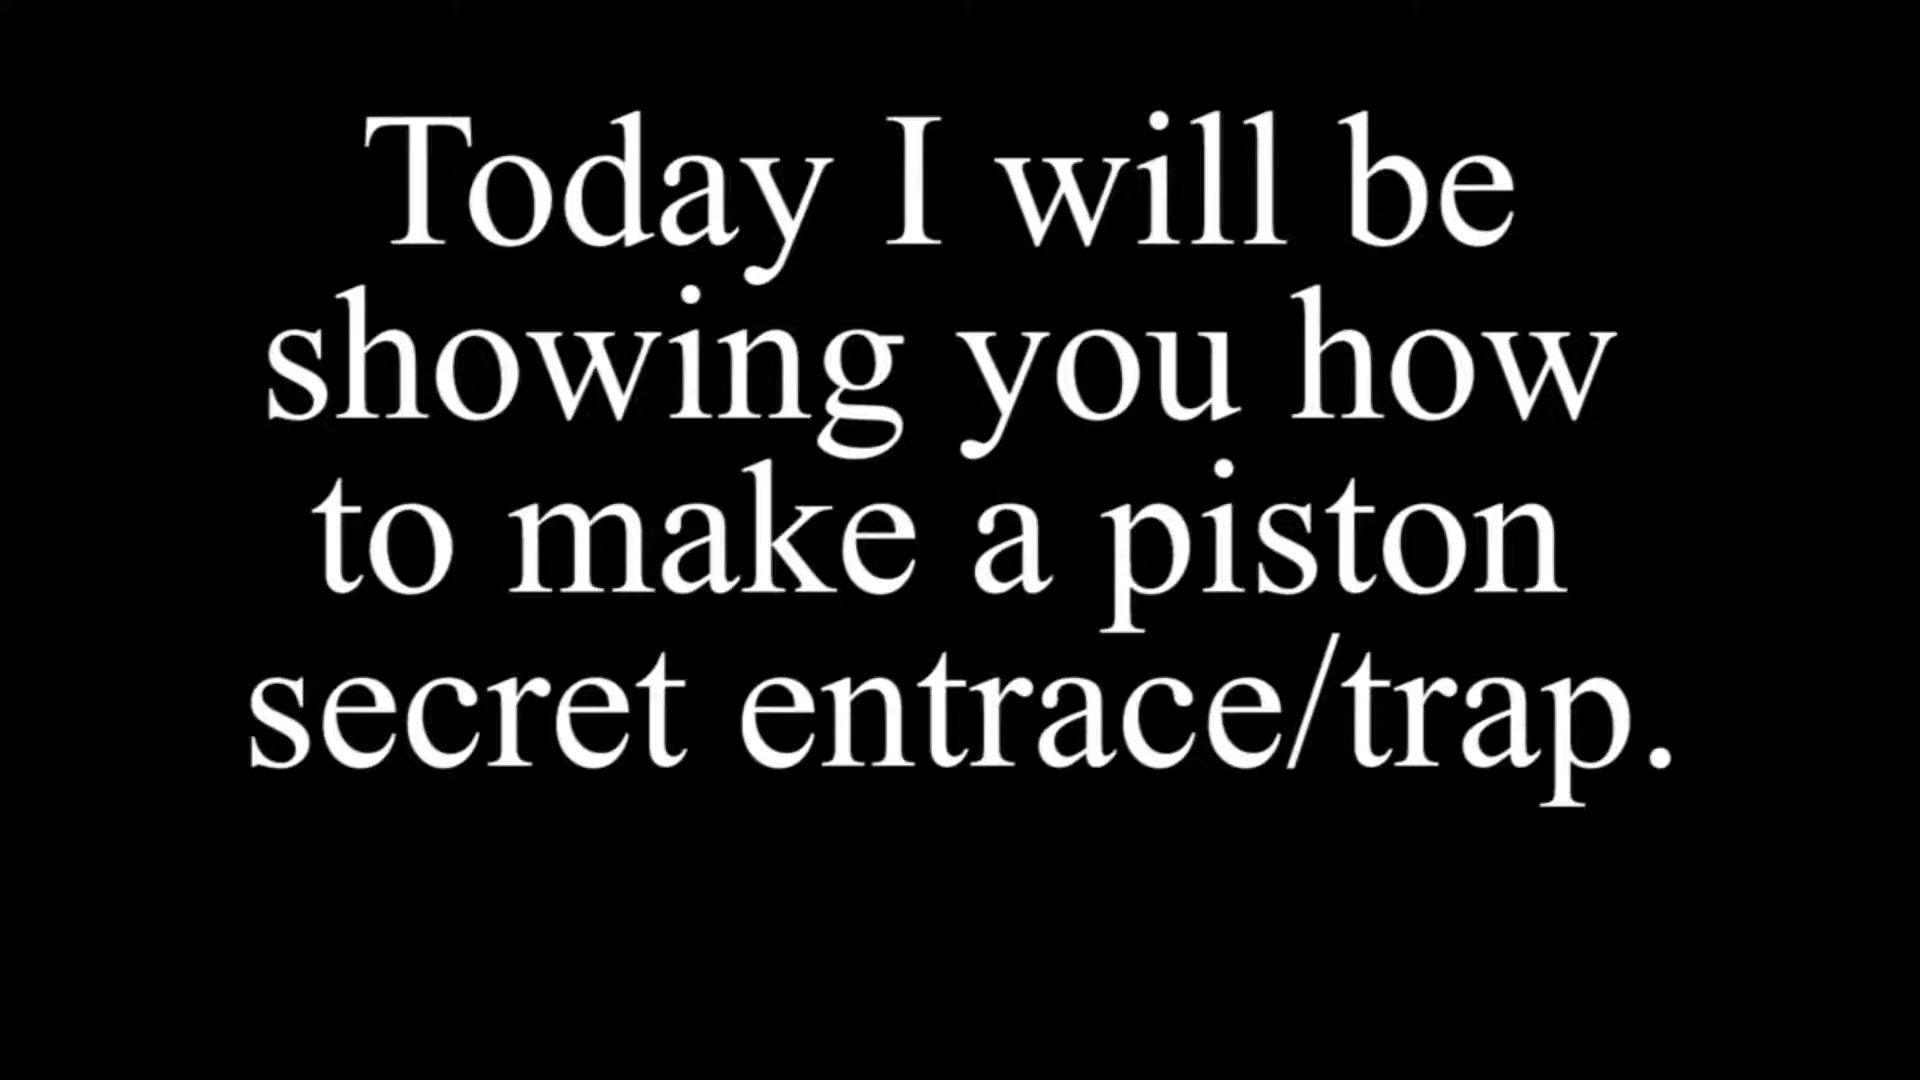 Today I will be
showing you how
to make a piston
secret entrace/trap.